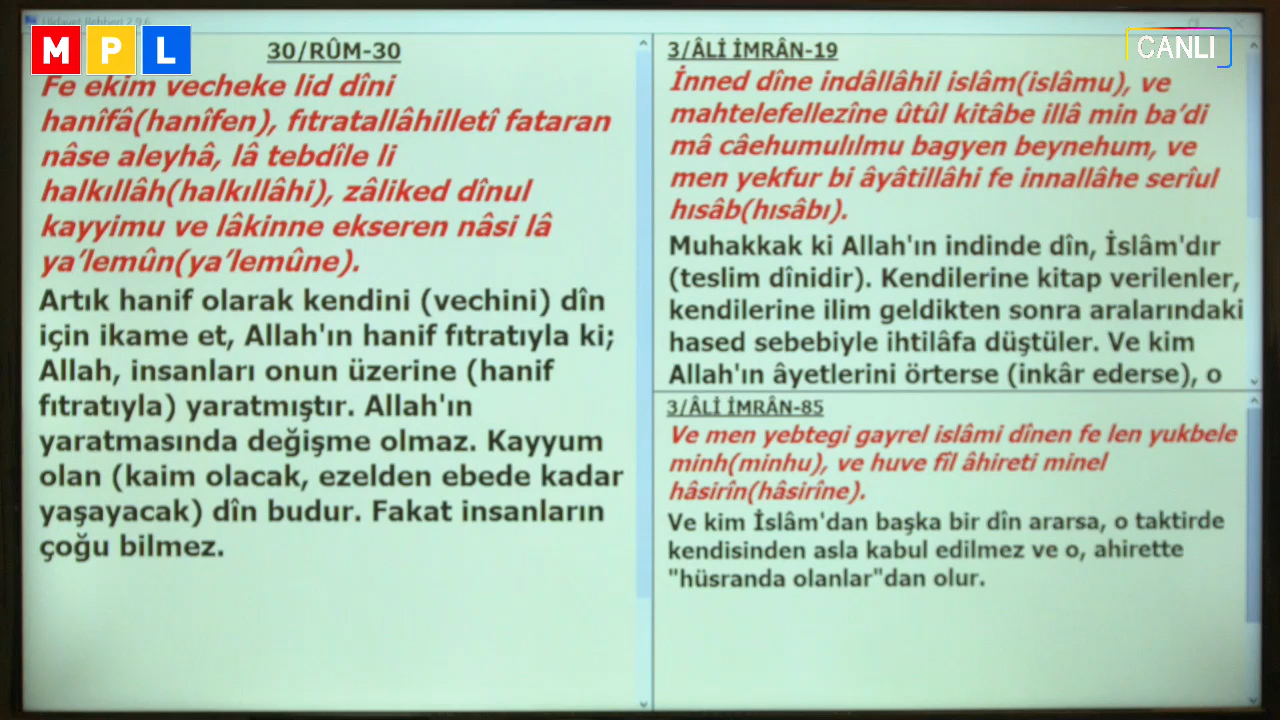 Hidayet Rehberi 2.9.6
MPL
CANLI
30/RÛM-30
Fe ekim vecheke lid dîni
hanîfâ(hanîfen), fıtratallâhilletî fataran
nâse aleyhâ, lâ tebdîle li
halkıllâh(halkıllâhi), zâliked dînul
kayyimu ve lâkinne ekseren nâsi lâ
ya’lemûn(ya’lemûne).
Artık hanif olarak kendini (vechini) dîn
için ikame et, Allah'ın hanif fıtratıyla ki;
Allah, insanları onun üzerine (hanif
fıtratıyla) yaratmıştır. Allah'ın
yaratmasında değişme olmaz. Kayyum
olan (kaim olacak, ezelden ebede kadar
yaşayacak) dîn budur. Fakat insanların
çoğu bilmez.
3/ÂLİ İMRÂN-19
İnned dîne indâllâhil islâm(islâmu), ve
mahtelefellezîne ûtûl kitâbe illâ min ba’di
mâ câehumulılmu bagyen beynehum, ve
men yekfur bi âyâtillâhi fe innallâhe serîul
hısâb(hısâbı).
Muhakkak ki Allah'ın indinde dîn, İslâm'dır
(teslim dînidir). Kendilerine kitap verilenler,
kendilerine ilim geldikten sonra aralarındaki
hased sebebiyle ihtilâfa düştüler. Ve kim
Allah'ın âyetlerini örterse (inkâr ederse), o
3/ÂLİ İMRÂN-85
Ve men yebtegi gayrel islâmi dînen fe len yukbele
minh(minhu), ve huve fîl âhireti minel
hâsirîn(hâsirîne).
Ve kim İslâm'dan başka bir dîn ararsa, o taktirde
kendisinden asla kabul edilmez ve o, ahirette
"hüsranda olanlar"dan olur.